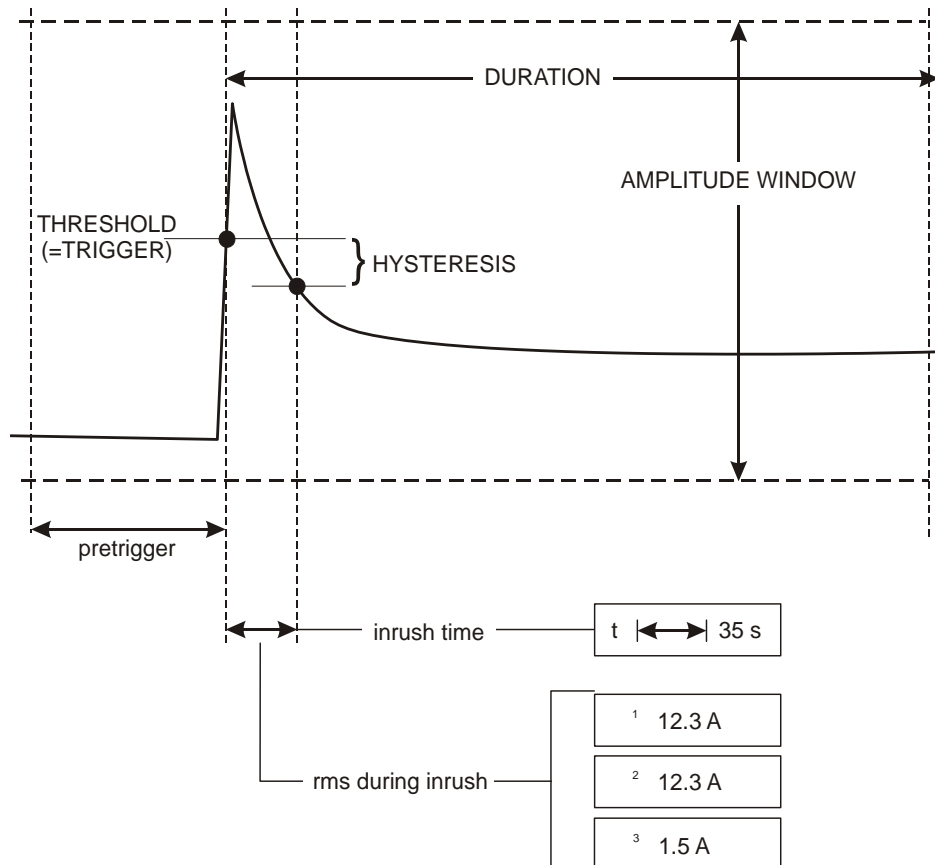 DURATION
AMPLITUDE WINDOW
THRESHOLD
(=TRIGGER)
} HYSTERESIS
pretrigger
inrush time
t 35 s
1 12.3 A
rms during inrush
2 12.3 A
3 1.5 A